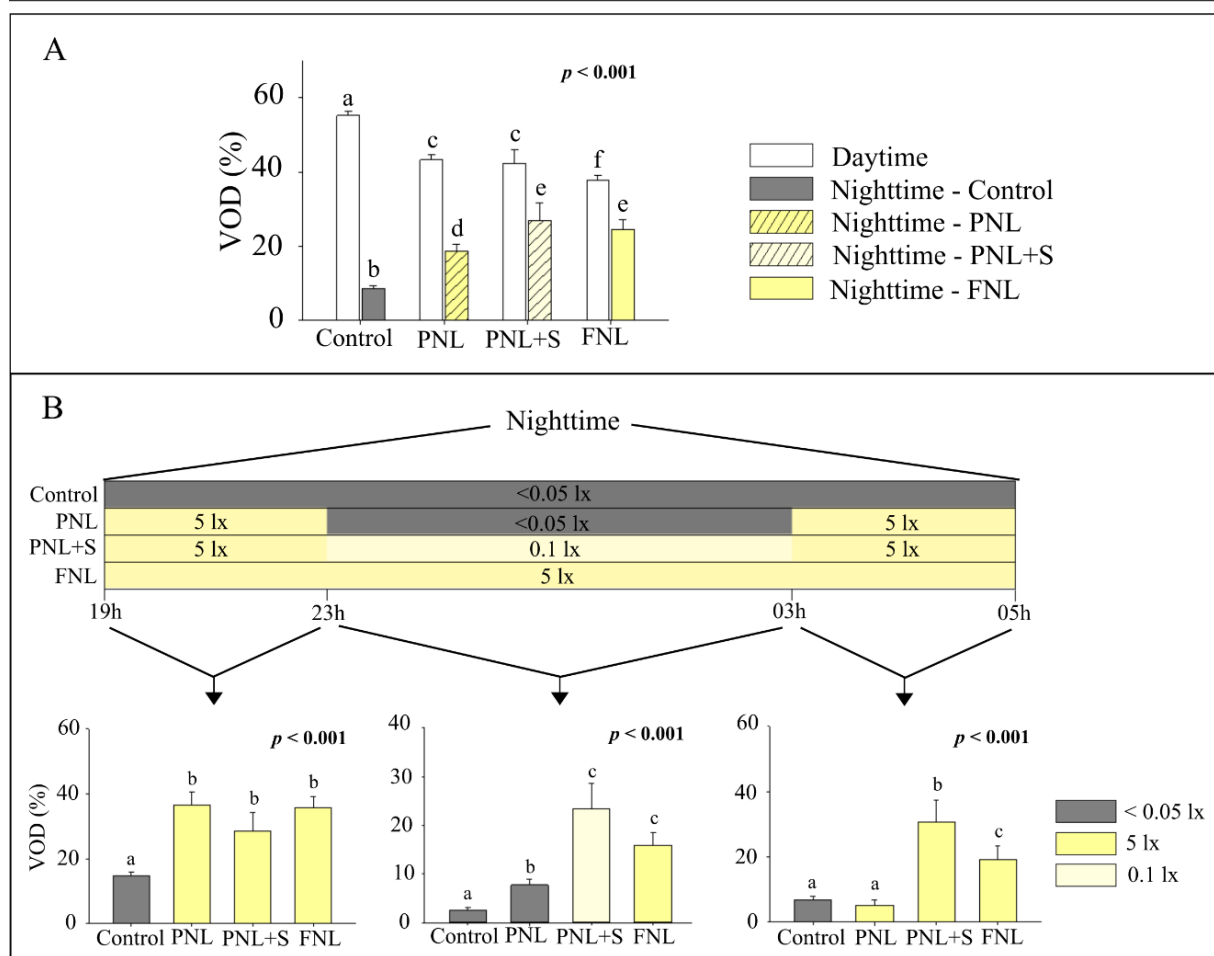 A
p < 0.001
VOD (%)
60
40
20
0
a
b
c
d
c
e
f
e
Control
PNL
PNL+S
FNL
Daytime
Nighttime - Control
Nighttime - PNL
Nighttime - PNL+S
Nighttime - FNL
B
Nighttime
Control
<0.05 lx
PNL
5 lx
<0.05 lx
5 lx
PNL+S
5 lx
0.1 lx
5 lx
FNL
5 lx
19h
23h
03h
05h
VOD (%)
60
40
20
0
p < 0.001
a
b
b
b
Control
PNL
PNL+S
FNL
40
30
20
10
0
p < 0.001
a
b
c
c
Control
PNL
PNL+S
FNL
60
40
20
0
p < 0.001
a
a
b
c
Control
PNL
PNL+S
FNL
< 0.05 lx
5 lx
0.1 lx